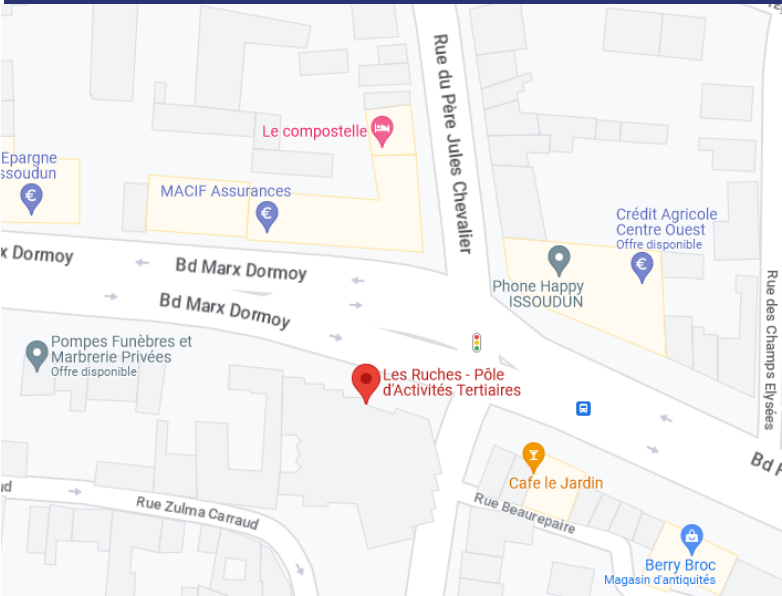 Rue du Père Jules Chevalier
Le compostelle
Epargne
ssoudun
MACIF Assurances
Crédit Agricole
Centre Ouest
Offre disponible
x Dormoy
Bd Marx Dormoy
Phone Happy
ISSOUDUN
Rue des Champs Elysées
Bd Marx Dormoy
Pompes Funèbres et
Marbrerie Privées
Offre disponible
Les Ruches - Pôle
d'Activités Tertiaires
Bd
Cafe le Jardin
Rue Zulma Carraud
Rue Beaurepaire
Berry Broc
Magasin d'antiquités